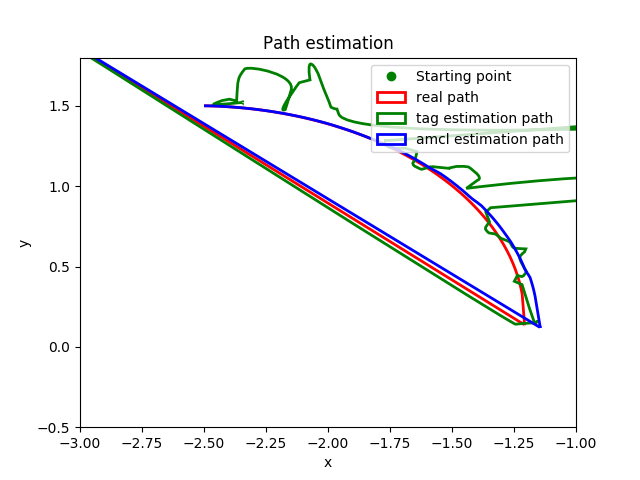 Path estimation
Starting point
real path
tag estimation path
amcl estimation path
y
1.5
1.0
0.5
0.0
−0.5
−3.00 −2.75 −2.50 −2.25 −2.00 −1.75 −1.50 −1.25 −1.00
x